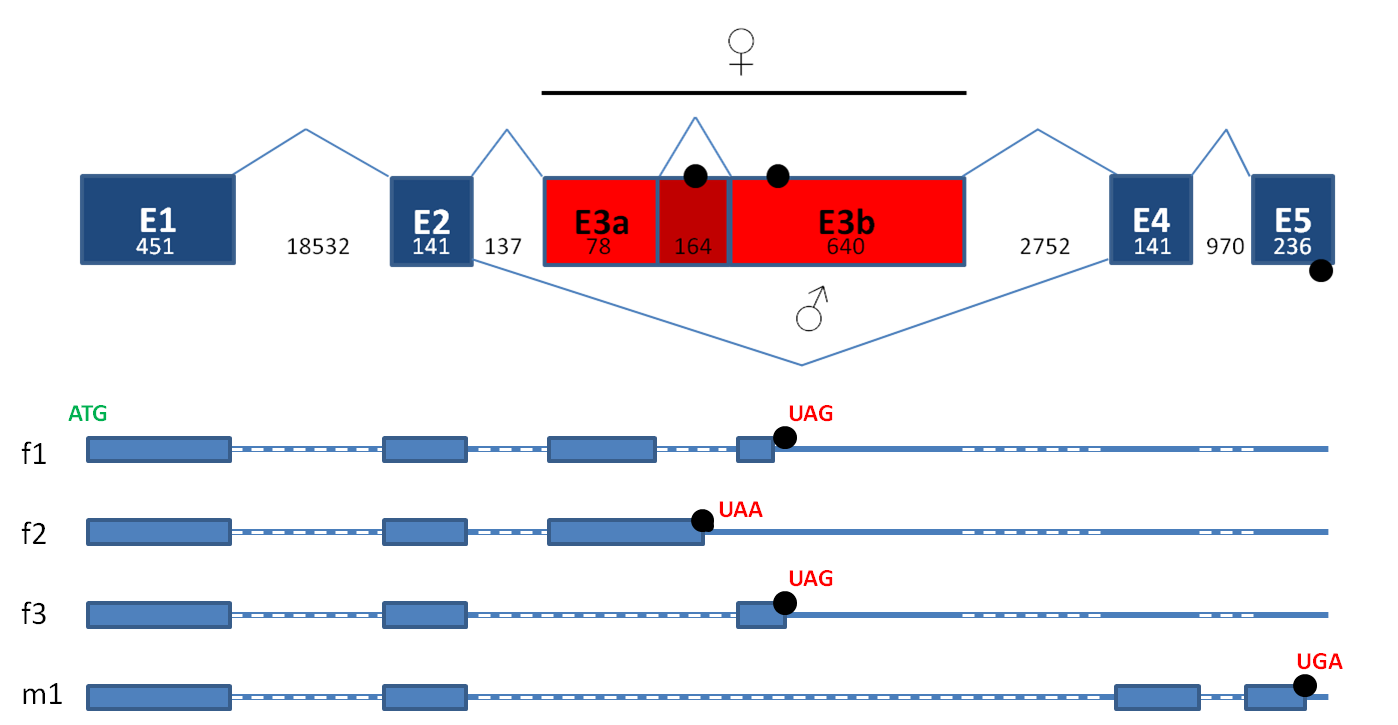 ♀
E1 E2 E3a E3b E4 E5
451 18532 141 137 78 164 640 2752 141 970 236
♂
ATG
UAG
f1
UAA
f2
UAG
f3
UGA
m1